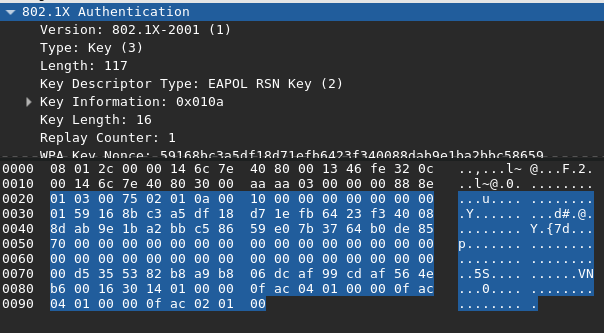 802.1X Authentication
Version: 802.1X-2001 (1)
Type: Key (3)
Length: 117
Key Descriptor Type: EAPOL RSN Key (2)
Key Information: 0x010a
Key Length: 16
Replay Counter: 1
WPA Key Nonce: 59168bc3a5df18d71efb6423f340088dab9e1ba2bbc58659
0000 08 01 2c 00 00 14 6c 7e 40 80 00 13 46 fe 32 0c ..,...l~ @...F.2.
0010 00 14 6c 7e 40 80 30 00 aa aa 03 00 00 00 88 8e ..l~@.0. ........
0020 01 03 00 75 02 01 0a 00 10 00 00 00 00 00 00 00 ...u.... ........
0030 01 59 16 8b c3 a5 df 18 d7 1e fb 64 23 f3 40 08 .Y...... ...d#.@.
0040 8d ab 9e 1b a2 bb c5 86 59 e0 7b 37 64 b0 de 85 ........ Y.{7d...
0050 70 00 00 00 00 00 00 00 00 00 00 00 00 00 00 00 p....... ........
0060 00 00 00 00 00 00 00 00 00 00 00 00 00 00 00 00 ........ ........
0070 00 d5 35 53 82 b8 a9 b8 06 dc af 99 cd af 56 4e ..5S.... ......VN
0080 b6 00 16 30 14 01 00 00 0f ac 04 01 00 00 0f ac ...0.... ........
0090 04 01 00 00 0f ac 02 01 00 ........ .